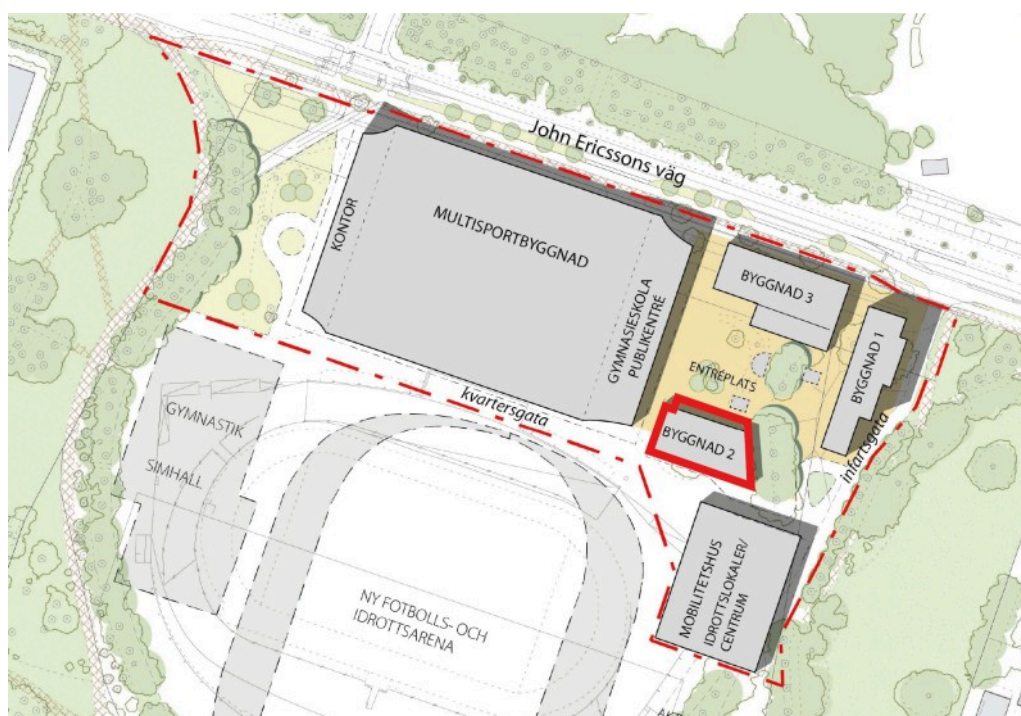 John Ericssons väg
KONTOR
MULTISPORTBYGGNAD
GYMNASIESKOLA
PUBLIKENTRÉ
BYGGNAD 3
BYGGNAD 1
ENTRÉPLATS
BYGGNAD 2
kvartersgata
infartsgata
GYMNASTIK
SIMHALL
NY FOTBOLLS- OCH
IDROTTSARENA
MOBILITETSHUS
IDROTTSLOKALER/
CENTRUM